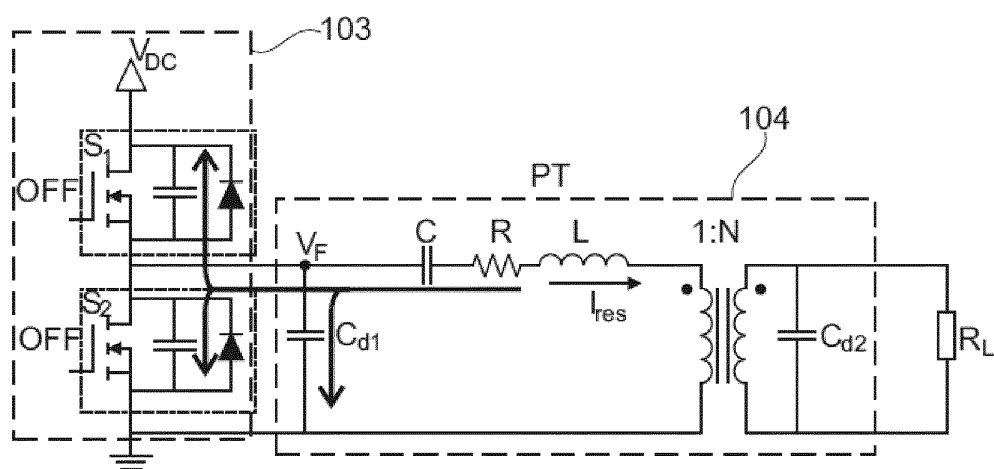 103
V_DC
S_1
104
OFF
PT
V_F
C
R
L
1:N
I_res
S_2
OFF
C_d1
C_d2
R_L